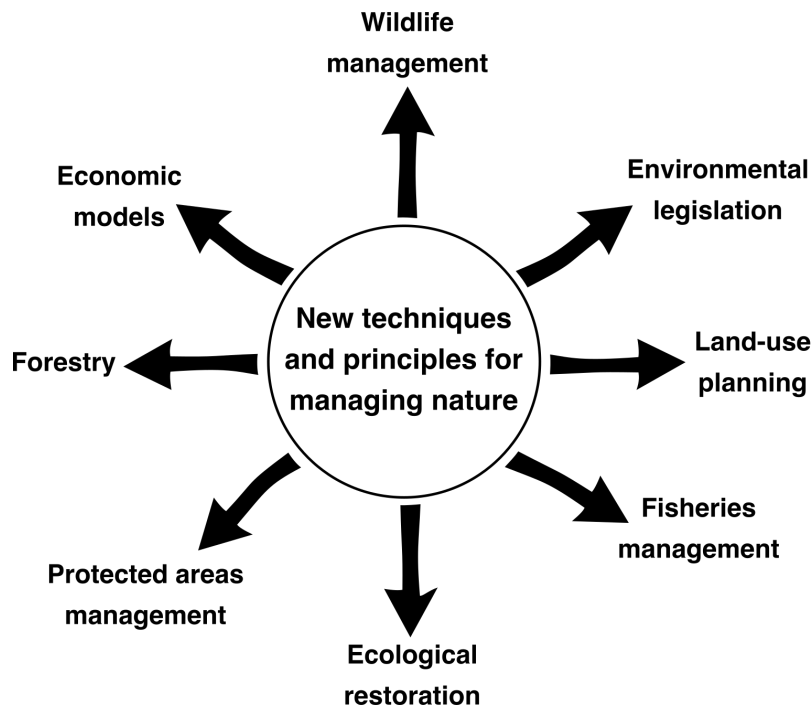 Wildlife
management
Environmental
legislation
Land-use
planning
Fisheries
management
Ecological
restoration
Protected areas
management
Forestry
Economic
models
New techniques
and principles for
managing nature